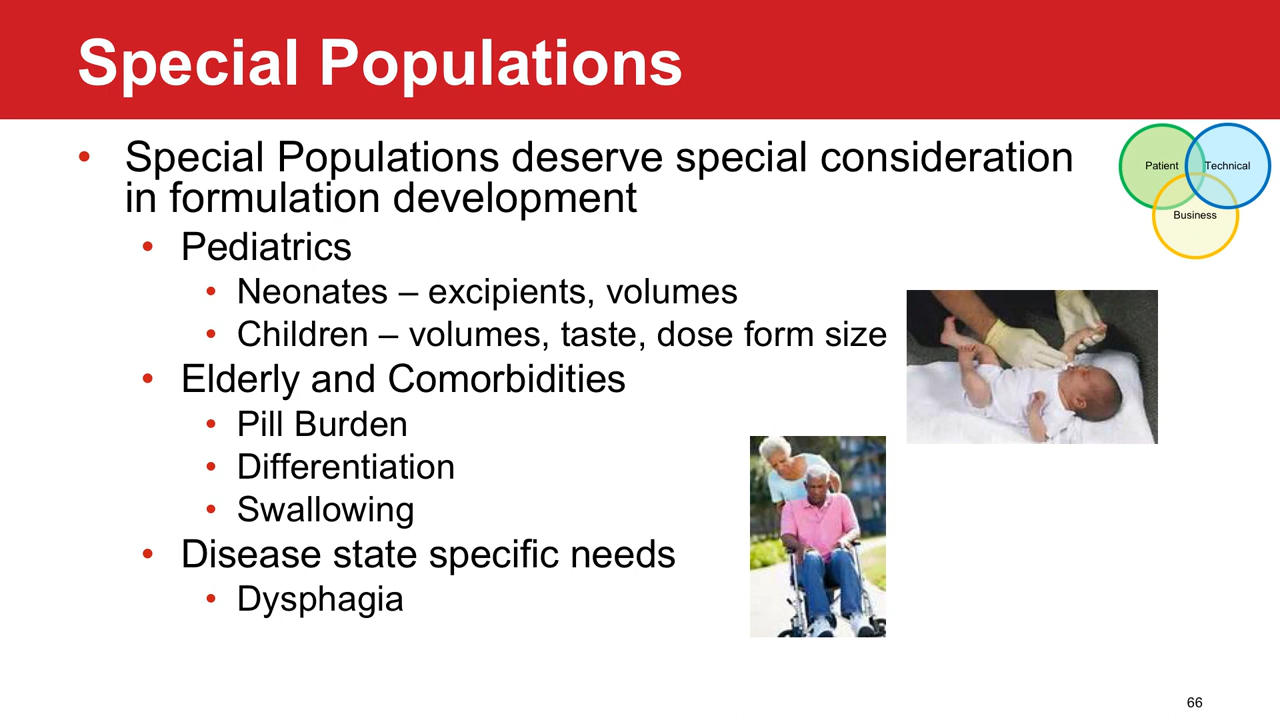 Special Populations
• Special Populations deserve special consideration
in formulation development
• Pediatrics
• Neonates – excipients, volumes
• Children – volumes, taste, dose form size
• Elderly and Comorbidities
• Pill Burden
• Differentiation
• Swallowing
• Disease state specific needs
• Dysphagia
Patient
Technical
Business
66